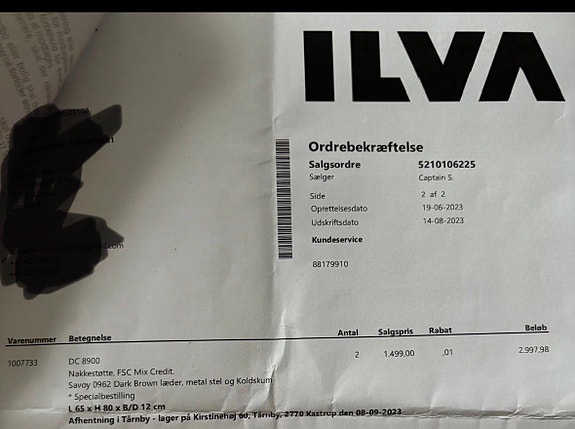 ILVA
Ordrebekræftelse
Salgsordre 5210106225
Sælger Captain S.
Side 2 af 2
Oprettelsesdato 19-06-2023
Udskriftsdato 14-08-2023
Kundeservice
88179910
Varenummer Betegnelse Antal Salgspris Rabat Beløb
1007733 DC 8900 2 1.499,00 ,01 2.997,98
Nakkestøtte, FSC Mix Credit.
Savoy 0962 Dark Brown læder, metal stel og Koldskum
* Specialbestilling
L 65 x H 80 x B/D 12 cm
Afhentning i Tårnby - lager på Kirstinehøj 60, Tårnby, 2770 Kastrup den 08-09-2023